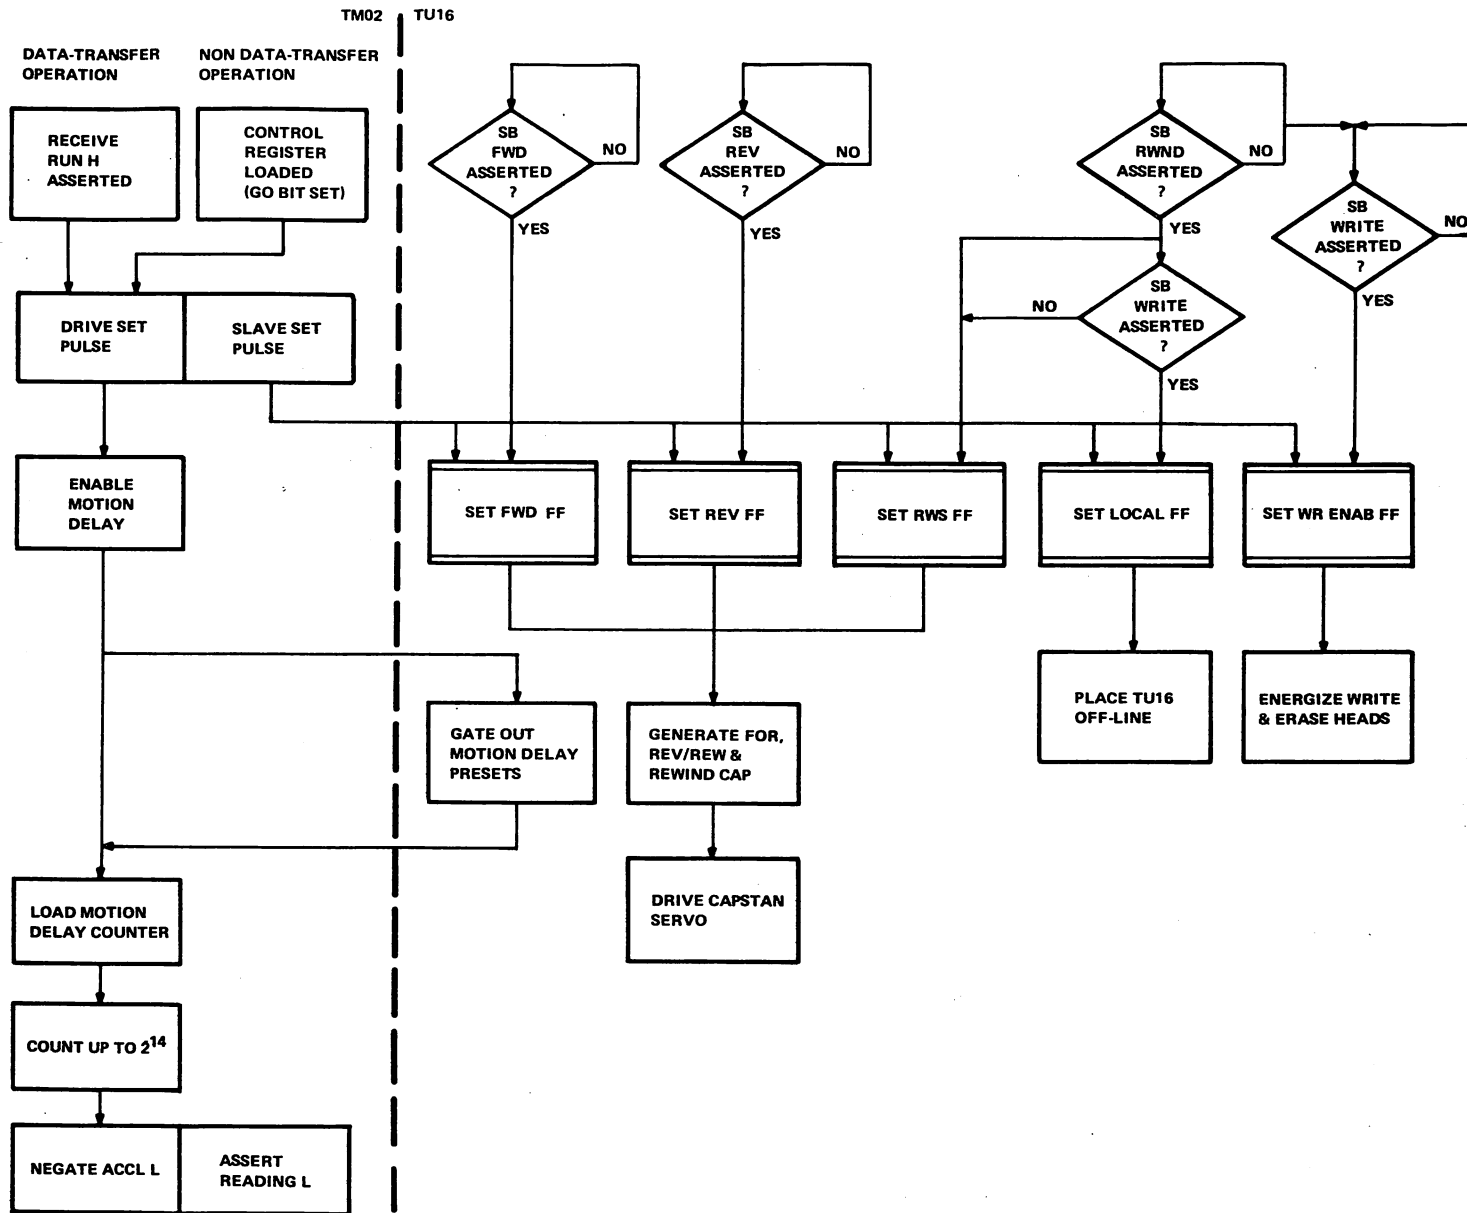 TM02
TU16
DATA-TRANSFER
OPERATION
NON DATA-TRANSFER
OPERATION
RECEIVE
RUN H
ASSERTED
CONTROL
REGISTER
LOADED
(GO BIT SET)
SB
FWD
ASSERTED
?
NO
YES
SB
REV
ASSERTED
?
NO
YES
SB
RWND
ASSERTED
?
NO
YES
SB
WRITE
ASSERTED
?
NO
YES
SB
WRITE
ASSERTED
?
NO
YES
DRIVE SET
PULSE
SLAVE SET
PULSE
ENABLE
MOTION
DELAY
SET FWD FF
SET REV FF
SET RWS FF
SET LOCAL FF
SET WR ENAB FF
GATE OUT
MOTION DELAY
PRESETS
GENERATE FOR,
REV/REW &
REWIND CAP
PLACE TU16
OFF-LINE
ENERGIZE WRITE
& ERASE HEADS
DRIVE CAPSTAN
SERVO
LOAD MOTION
DELAY COUNTER
COUNT UP TO 2^14
NEGATE ACCL L
ASSERT
READING L